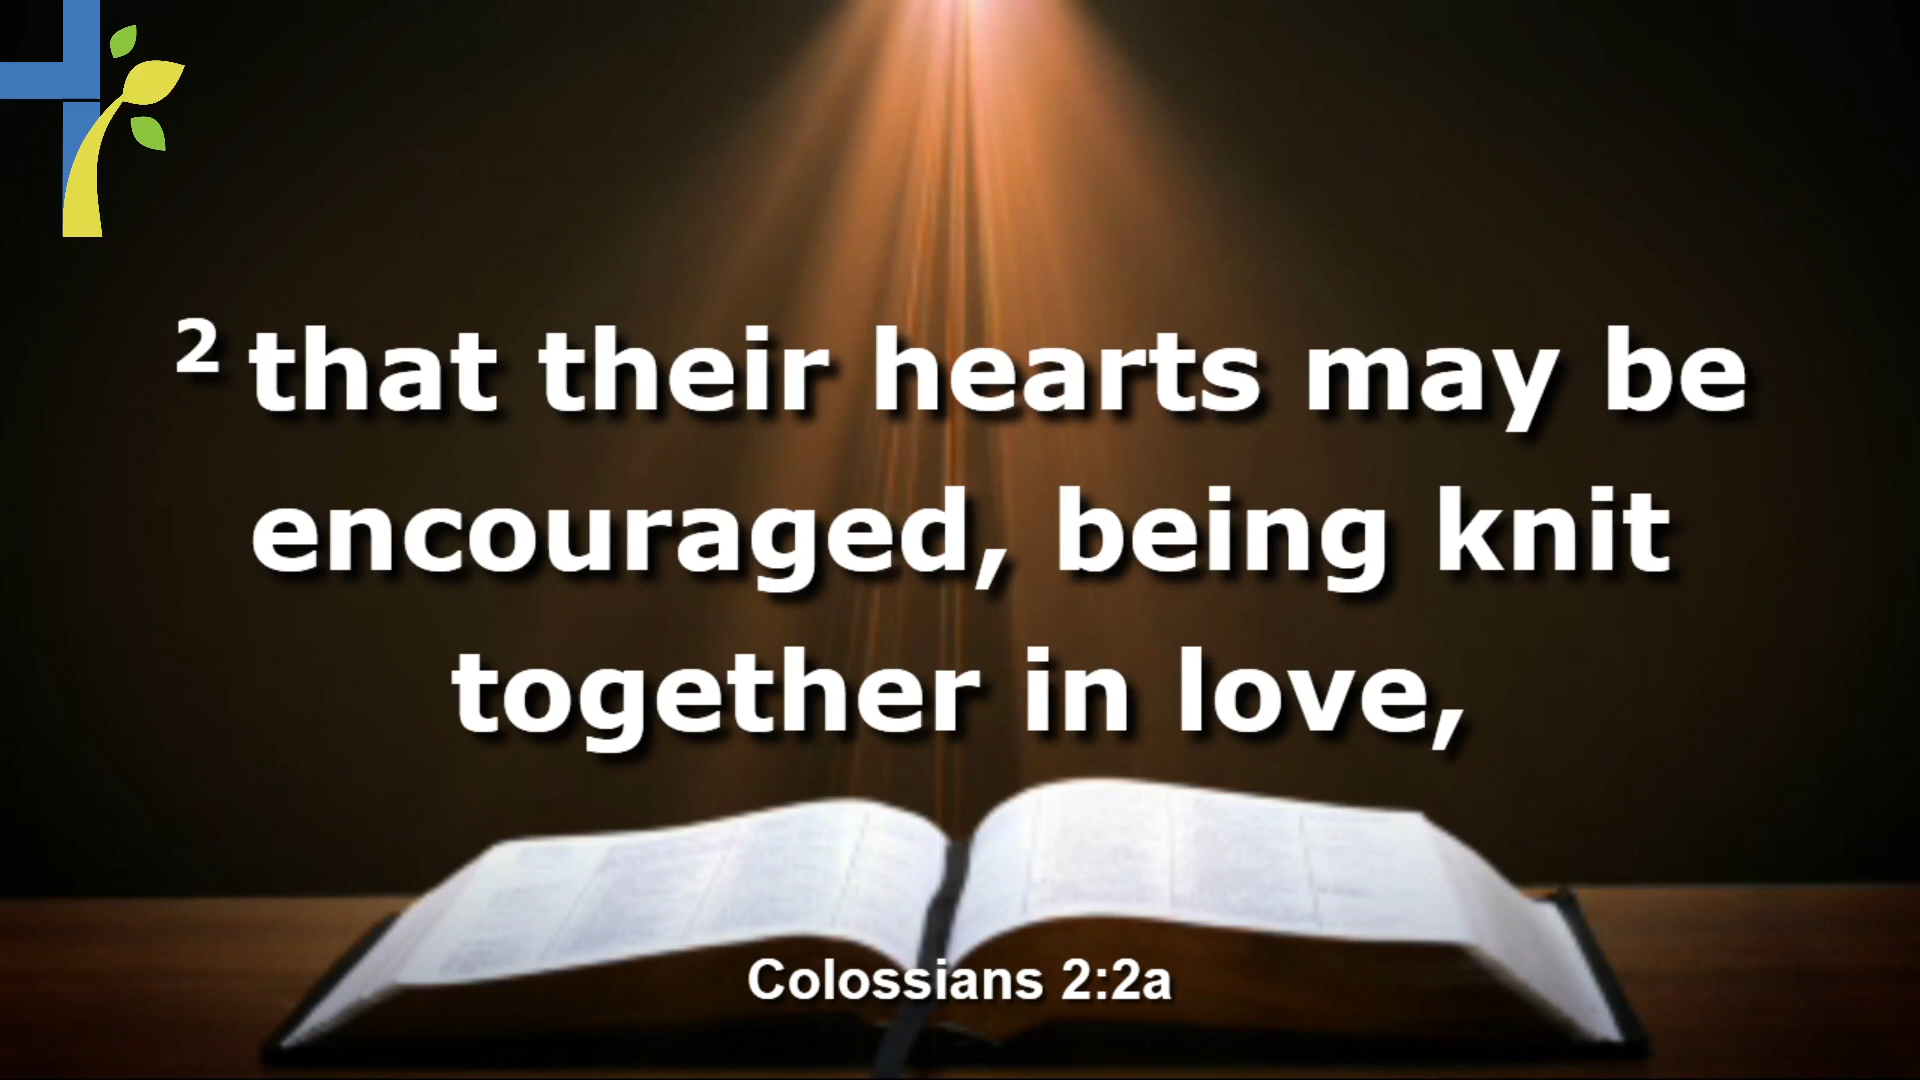 2 that their hearts may be
encouraged, being knit
together in love,
Colossians 2:2a